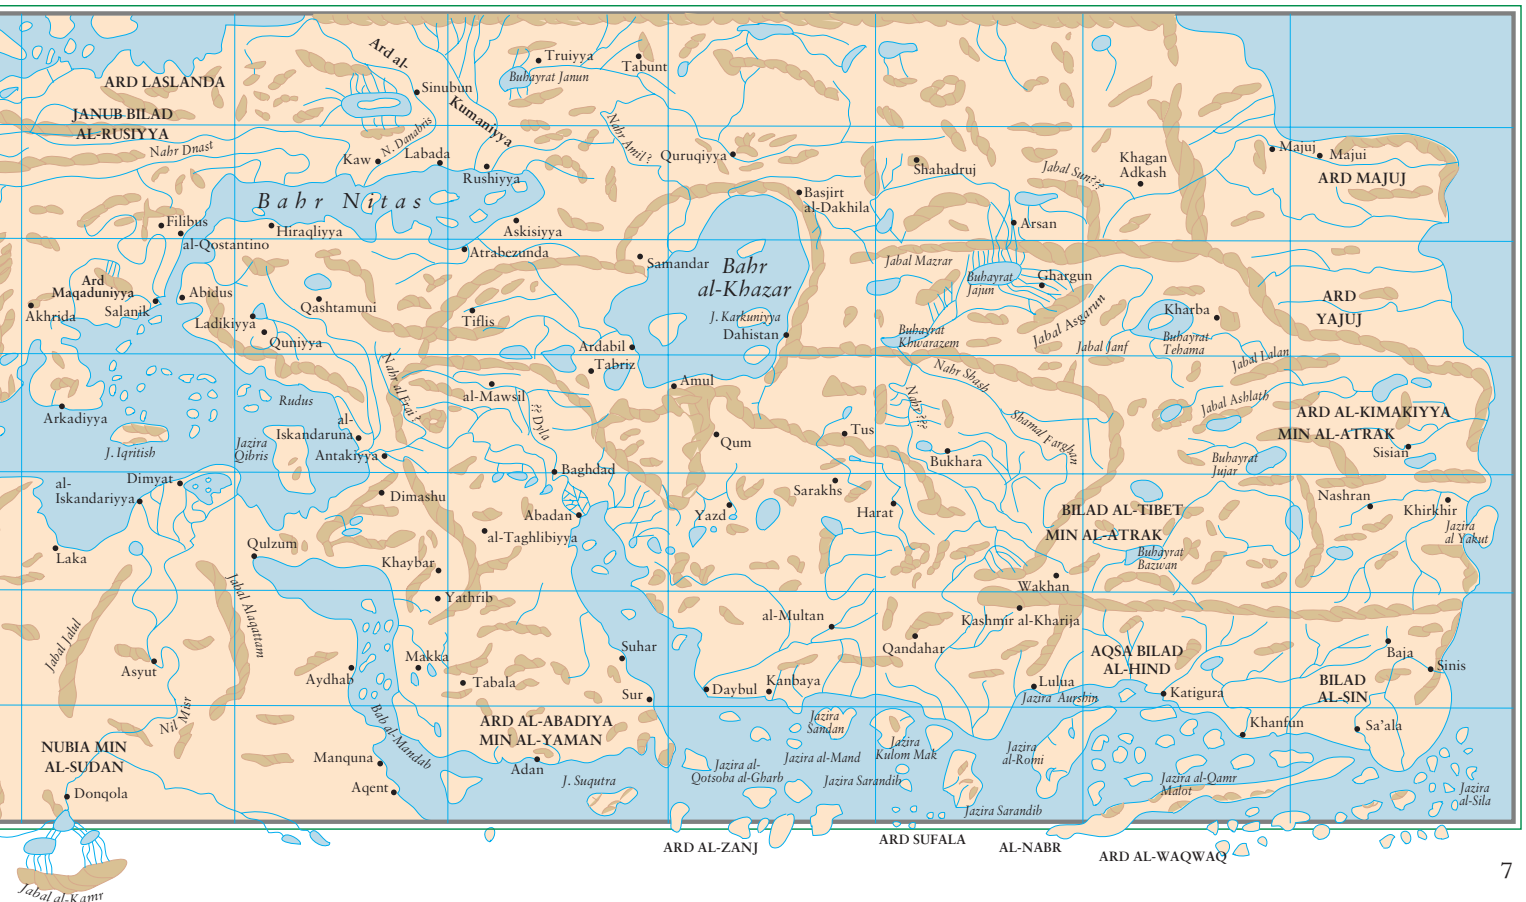 ARD LASLANDA
JANUB BILAD
AL-RUSIYYA
Nahr Dnast
Ard al-
Kumaniyya
Sinubun
Truiyya
Tabunt
Buhayrat Janun
N. Danabris
Kaw
Labada
Rushiyya
Nahr Amil ?
Quruqiyya
Shahadruj
Jabal Sun???
Khagan
Adkash
Majuj
Majui
ARD MAJUJ
Bahr Nitas
Basjirt
al-Dakhila
Filibus
Hiraqliyya
al-Qostantino
Askisiyya
Atrabezunda
Arsan
Samandar
Bahr
al-Khazar
Jabal Mazrar
Buhayrat
Jajun
Ghargun
Ard
Maqaduniyya
Akhrida
Salanik
Abidus
Ladikiyya
Qashtamuni
Quniyya
Tiflis
J. Karkuniyya
Dahistan
Buhayrat
Khwarazem
Jabal Asgarun
Jabal Janf
Kharba
Buhayrat
Tehama
Jabal Lalan
ARD
YAJUJ
Ardabil
Tabriz
Nahr al Frat ?
al-Mawsil
?? Dyla
Amul
Nahr Shash
Nahr ???
Shamal Farghan
Jabal Ashlath
ARD AL-KIMAKIYYA
MIN AL-ATRAK
Sisian
Arkadiyya
Rudus
al-
Iskandaruna
Antakiyya
J. Iqritish
Jazira
Qibris
Qum
Tus
Bukhara
Buhayrat
Jujar
Baghdad
Dimyat
al-
Iskandariyya
Dimashu
Abadan
Sarakhs
Yazd
Harat
BILAD AL-TIBET
MIN AL-ATRAK
Nashran
Khirkhir
Jazira
al Yakut
al-Taghlibiyya
Laka
Qulzum
Khaybar
Buhayrat
Bazwan
Wakhan
Jabal Jalul
Jabal Alaqattam
Yathrib
al-Multan
Kashmir al-Kharija
Qandahar
AQSA BILAD
AL-HIND
Baja
Sinis
Asyut
Aydhab
Makka
Tabala
Suhar
Sur
Daybul
Kanbaya
Lulua
Jazira Aurshin
Katigura
BILAD
AL-SIN
Nil Misr
Bab al-Mandab
ARD AL-ABADIYA
MIN AL-YAMAN
Jazira
Sandan
Jazira
Kulom Mak
Jazira
al-Romi
Khanfun
Sa'ala
NUBIA MIN
AL-SUDAN
Manquna
Adan
Jazira al-Mand
Jazira al-
Qotsoba al-Gharb
Jazira Sarandib
J. Suqutra
Jazira al-Qamr
Malot
Jazira
al-Sila
Donqola
Aqent
Jazira Sarandib
ARD AL-ZANJ
ARD SUFALA
AL-NABR
ARD AL-WAQWAQ
Jabal al-Kamr
7